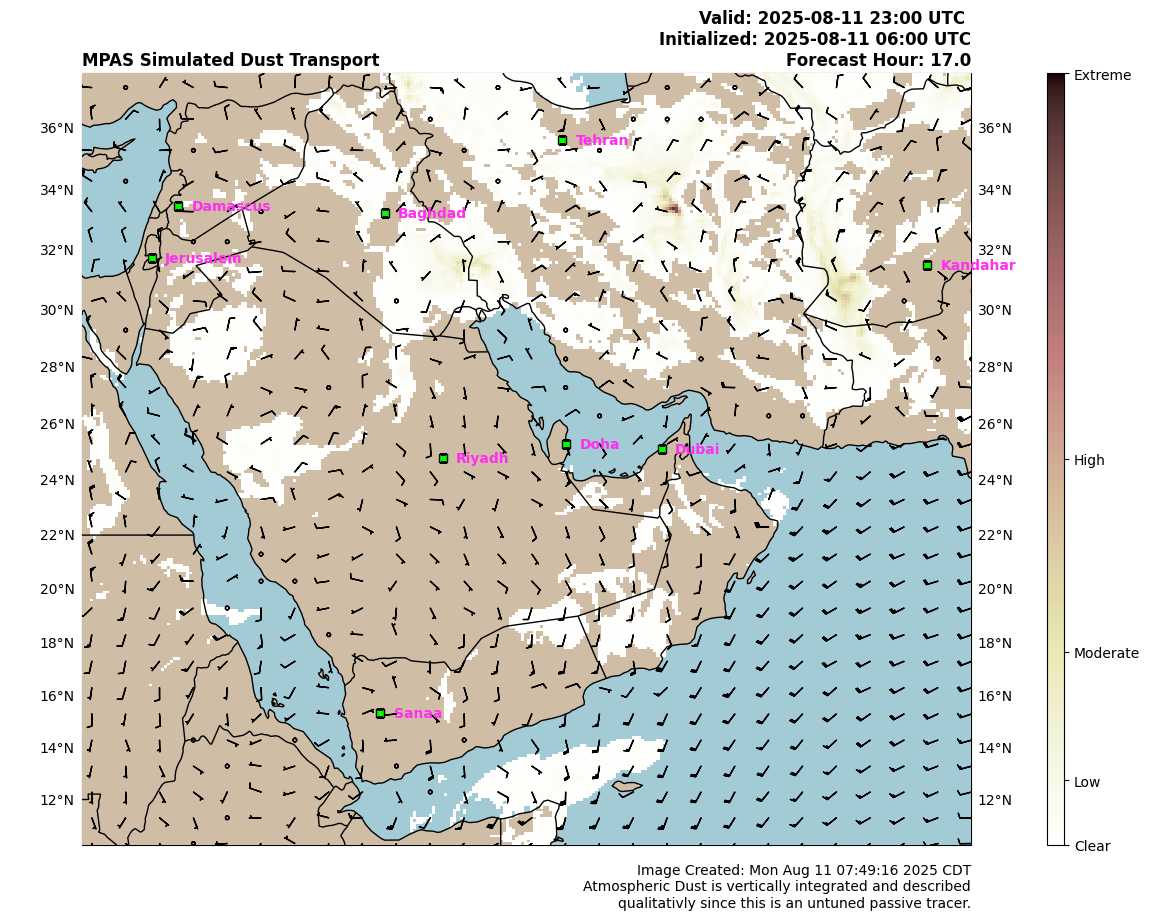 Valid: 2025-08-11 23:00 UTC
Initialized: 2025-08-11 06:00 UTC
MPAS Simulated Dust Transport
Forecast Hour: 17.0
Extreme
High
Moderate
Low
Clear
36°N
34°N
32°N
30°N
28°N
26°N
24°N
22°N
20°N
18°N
16°N
14°N
12°N
36°N
34°N
32°N
30°N
28°N
26°N
24°N
22°N
20°N
18°N
16°N
14°N
12°N
Tehran
Damascus
Baghdad
Jerusalem
Kandahar
Doha
Dubai
Riyadh
Sanaa
Image Created: Mon Aug 11 07:49:16 2025 CDT
Atmospheric Dust is vertically integrated and described
qualitativly since this is an untuned passive tracer.